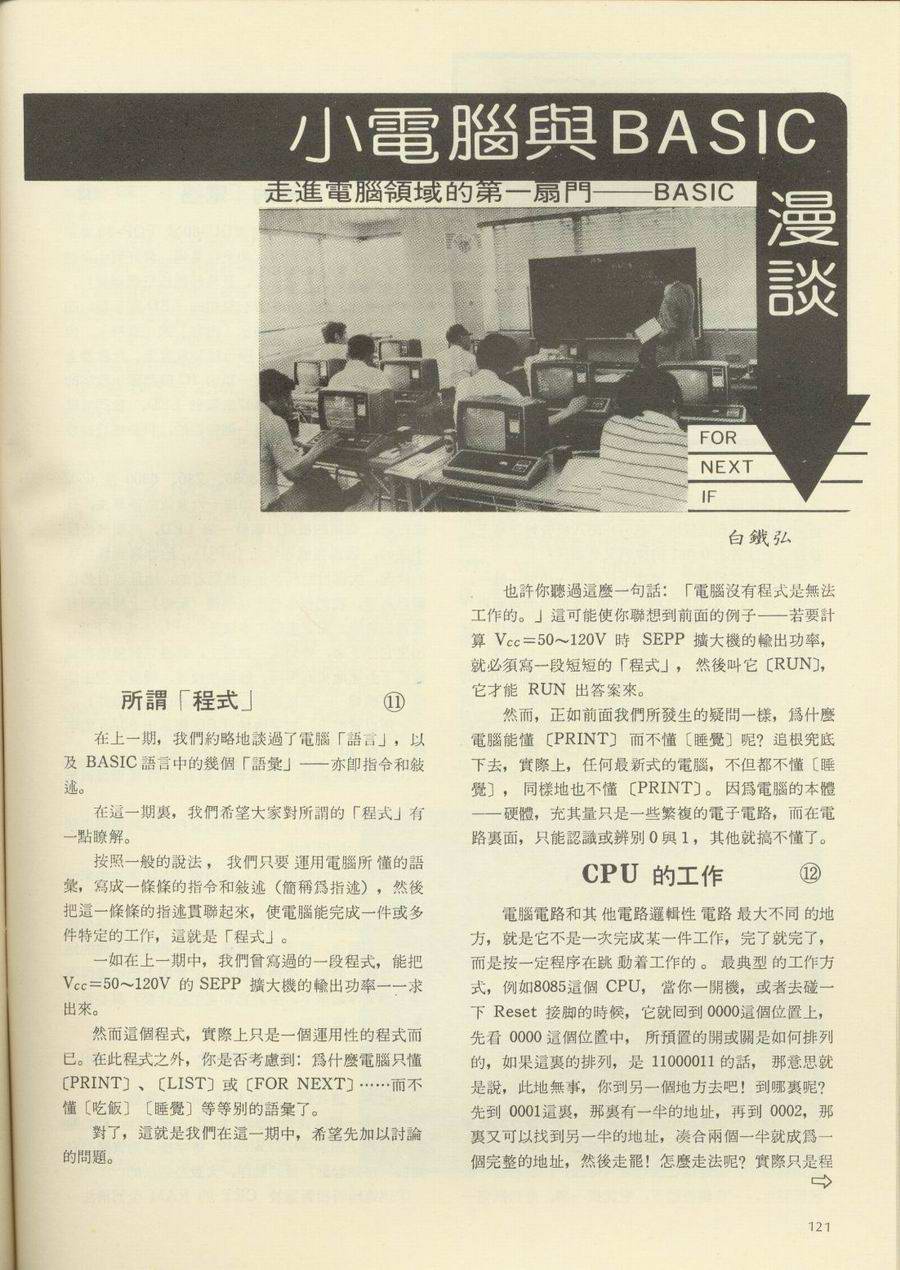 小電腦與BASIC
漫談
走進電腦領域的第一扇門——BASIC
FOR
NEXT
IF
白鐵弘
所謂「程式」 ⑪
在上一期，我們約略地談過了電腦「語言」，以
及 BASIC 語言中的幾個「語彙」——亦卽指令和敍
述。
在這一期裏，我們希望大家對所謂的「程式」有
一點瞭解。
按照一般的說法，我們只要運用電腦所懂的語
彙，寫成一條條的指令和敍述（簡稱爲指述），然後
把這一條條的指述貫聯起來，使電腦能完成一件或多
件特定的工作，這就是「程式」。
一如在上一期中，我們曾寫過的一段程式，能把
Vcc=50～120V 的 SEPP 擴大機的輸出功率一一求
出來。
然而這個程式，實際上只是一個運用性的程式而
已。在此程式之外，你是否考慮到：爲什麼電腦只懂
〔PRINT〕、〔LIST〕或〔FOR NEXT〕……而不
懂〔吃飯〕〔睡覺〕等等別的語彙了。
對了，這就是我們在這一期中，希望先加以討論
的問題。
也許你聽過這麼一句話：「電腦沒有程式是無法
工作的。」這可能使你聯想到前面的例子——若要計
算 Vcc=50～120V 時 SEPP 擴大機的輸出功率，
就必須寫一段短短的「程式」，然後叫它〔RUN〕，
它才能 RUN 出答案來。
然而，正如前面我們所發生的疑問一樣，爲什麼
電腦能懂〔PRINT〕而不懂〔睡覺〕呢？追根究底
下去，實際上，任何最新式的電腦，不但都不懂〔睡
覺〕，同樣地也不懂〔PRINT〕。因爲電腦的本體
——硬體，充其量只是一些繁複的電子電路，而在電
路裏面，只能認識或辨別0與1，其他就搞不懂了。
CPU 的工作 ⑫
電腦電路和其他電路邏輯性電路最大不同的地
方，就是它不是一次完成某一件工作，完了就完了，
而是按一定程序在跳動着工作的。最典型的工作方
式，例如8085這個 CPU，當你一開機，或者去碰一
下 Reset 接脚的時候，它就回到0000這個位置上，
先看 0000 這個位置中，所預置的開或關是如何排列
的，如果這裏的排列，是 11000011 的話，那意思就
是說，此地無事，你到另一個地方去吧！到哪裏呢？
先到 0001這裏，那裏有一半的地址，再到 0002，那
裏又可以找到另一半的地址，凑合兩個一半就成爲一
個完整的地址，然後走罷！怎麼走法呢？實際只是程
⇨
121